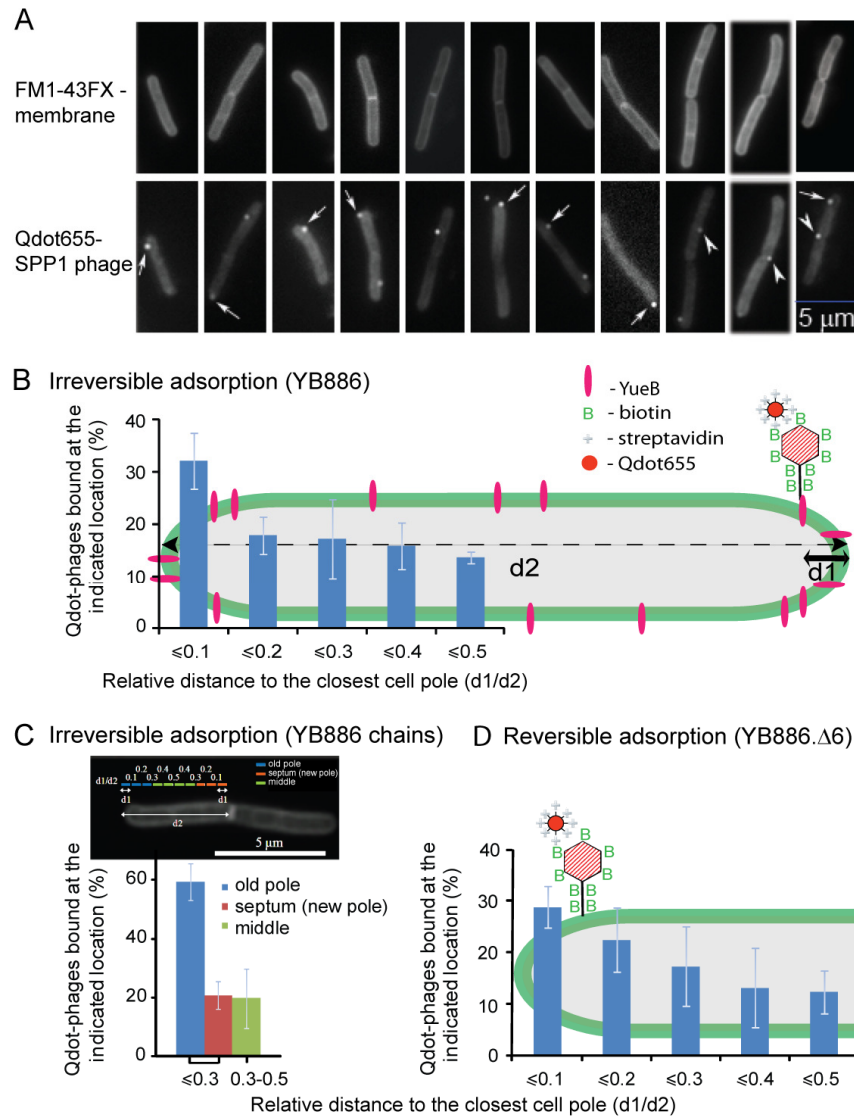 A
FM1-43FX -
membrane
Qdot655-
SPP1 phage
5 μm
B Irreversible adsorption (YB886)
Qdot-phages bound at the
indicated location (%)
40
30
20
10
0
≤0.1 ≤0.2 ≤0.3 ≤0.4 ≤0.5
Relative distance to the closest cell pole (d1/d2)
- YueB
B - biotin
- streptavidin
- Qdot655
B
B B
B B
B B
B B
d2
d1
C Irreversible adsorption (YB886 chains)
0.2 0.4 0.4 0.2
d1/d2 0.1 0.3 0.5 0.3 0.1
old pole
septum (new pole)
middle
d1 d1
d2
5 μm
Qdot-phages bound at the
indicated location (%)
60
40
20
0
old pole
septum (new pole)
middle
≤0.3 0.3-0.5
D Reversible adsorption (YB886.Δ6)
B
B B
B B
B B
B B
Qdot-phages bound at the
indicated location (%)
40
30
20
10
0
≤0.1 ≤0.2 ≤0.3 ≤0.4 ≤0.5
Relative distance to the closest cell pole (d1/d2)